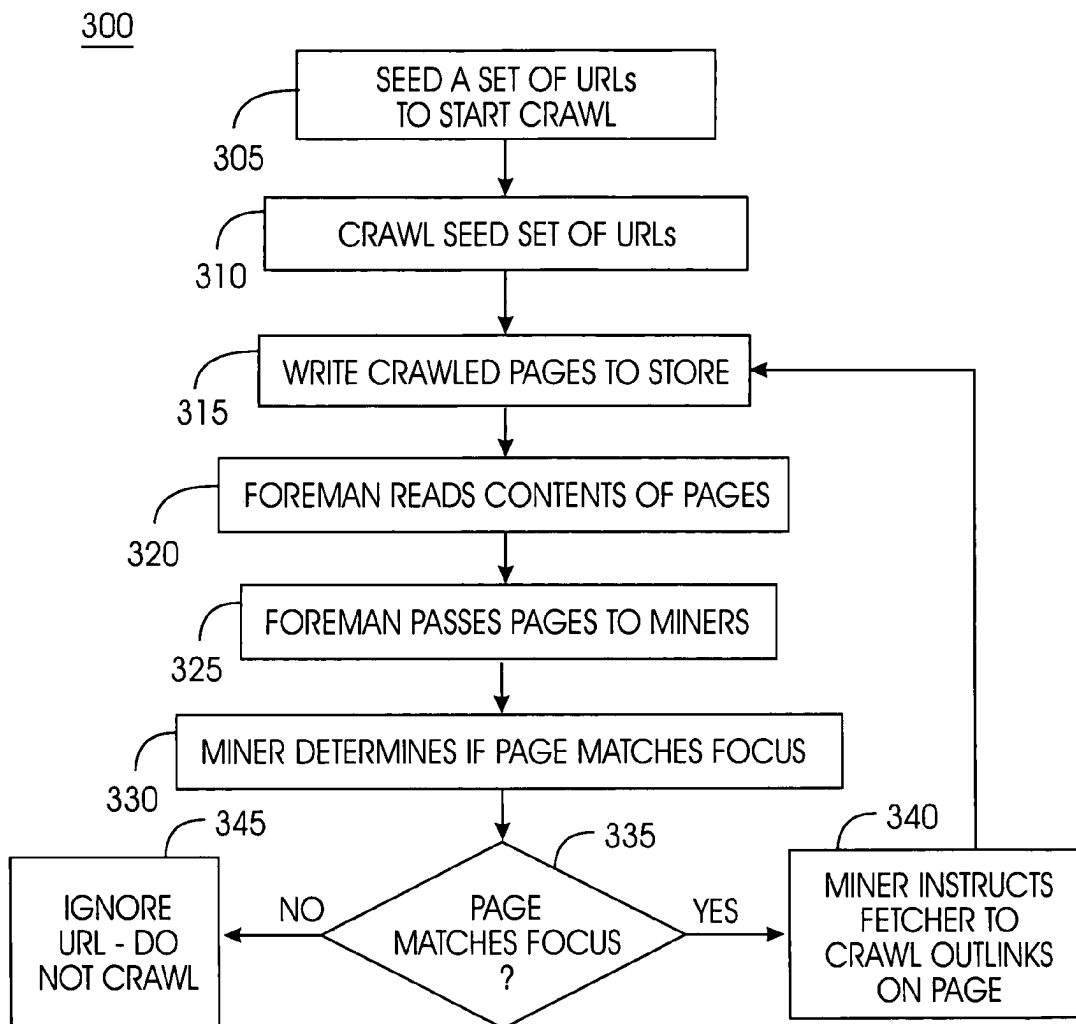 300
SEED A SET OF URLs
TO START CRAWL
305
CRAWL SEED SET OF URLs
310
WRITE CRAWLED PAGES TO STORE
315
FOREMAN READS CONTENTS OF PAGES
320
FOREMAN PASSES PAGES TO MINERS
325
MINER DETERMINES IF PAGE MATCHES FOCUS
330
345
335
340
IGNORE
URL - DO
NOT CRAWL
NO
PAGE
MATCHES FOCUS
?
YES
MINER INSTRUCTS
FETCHER TO
CRAWL OUTLINKS
ON PAGE